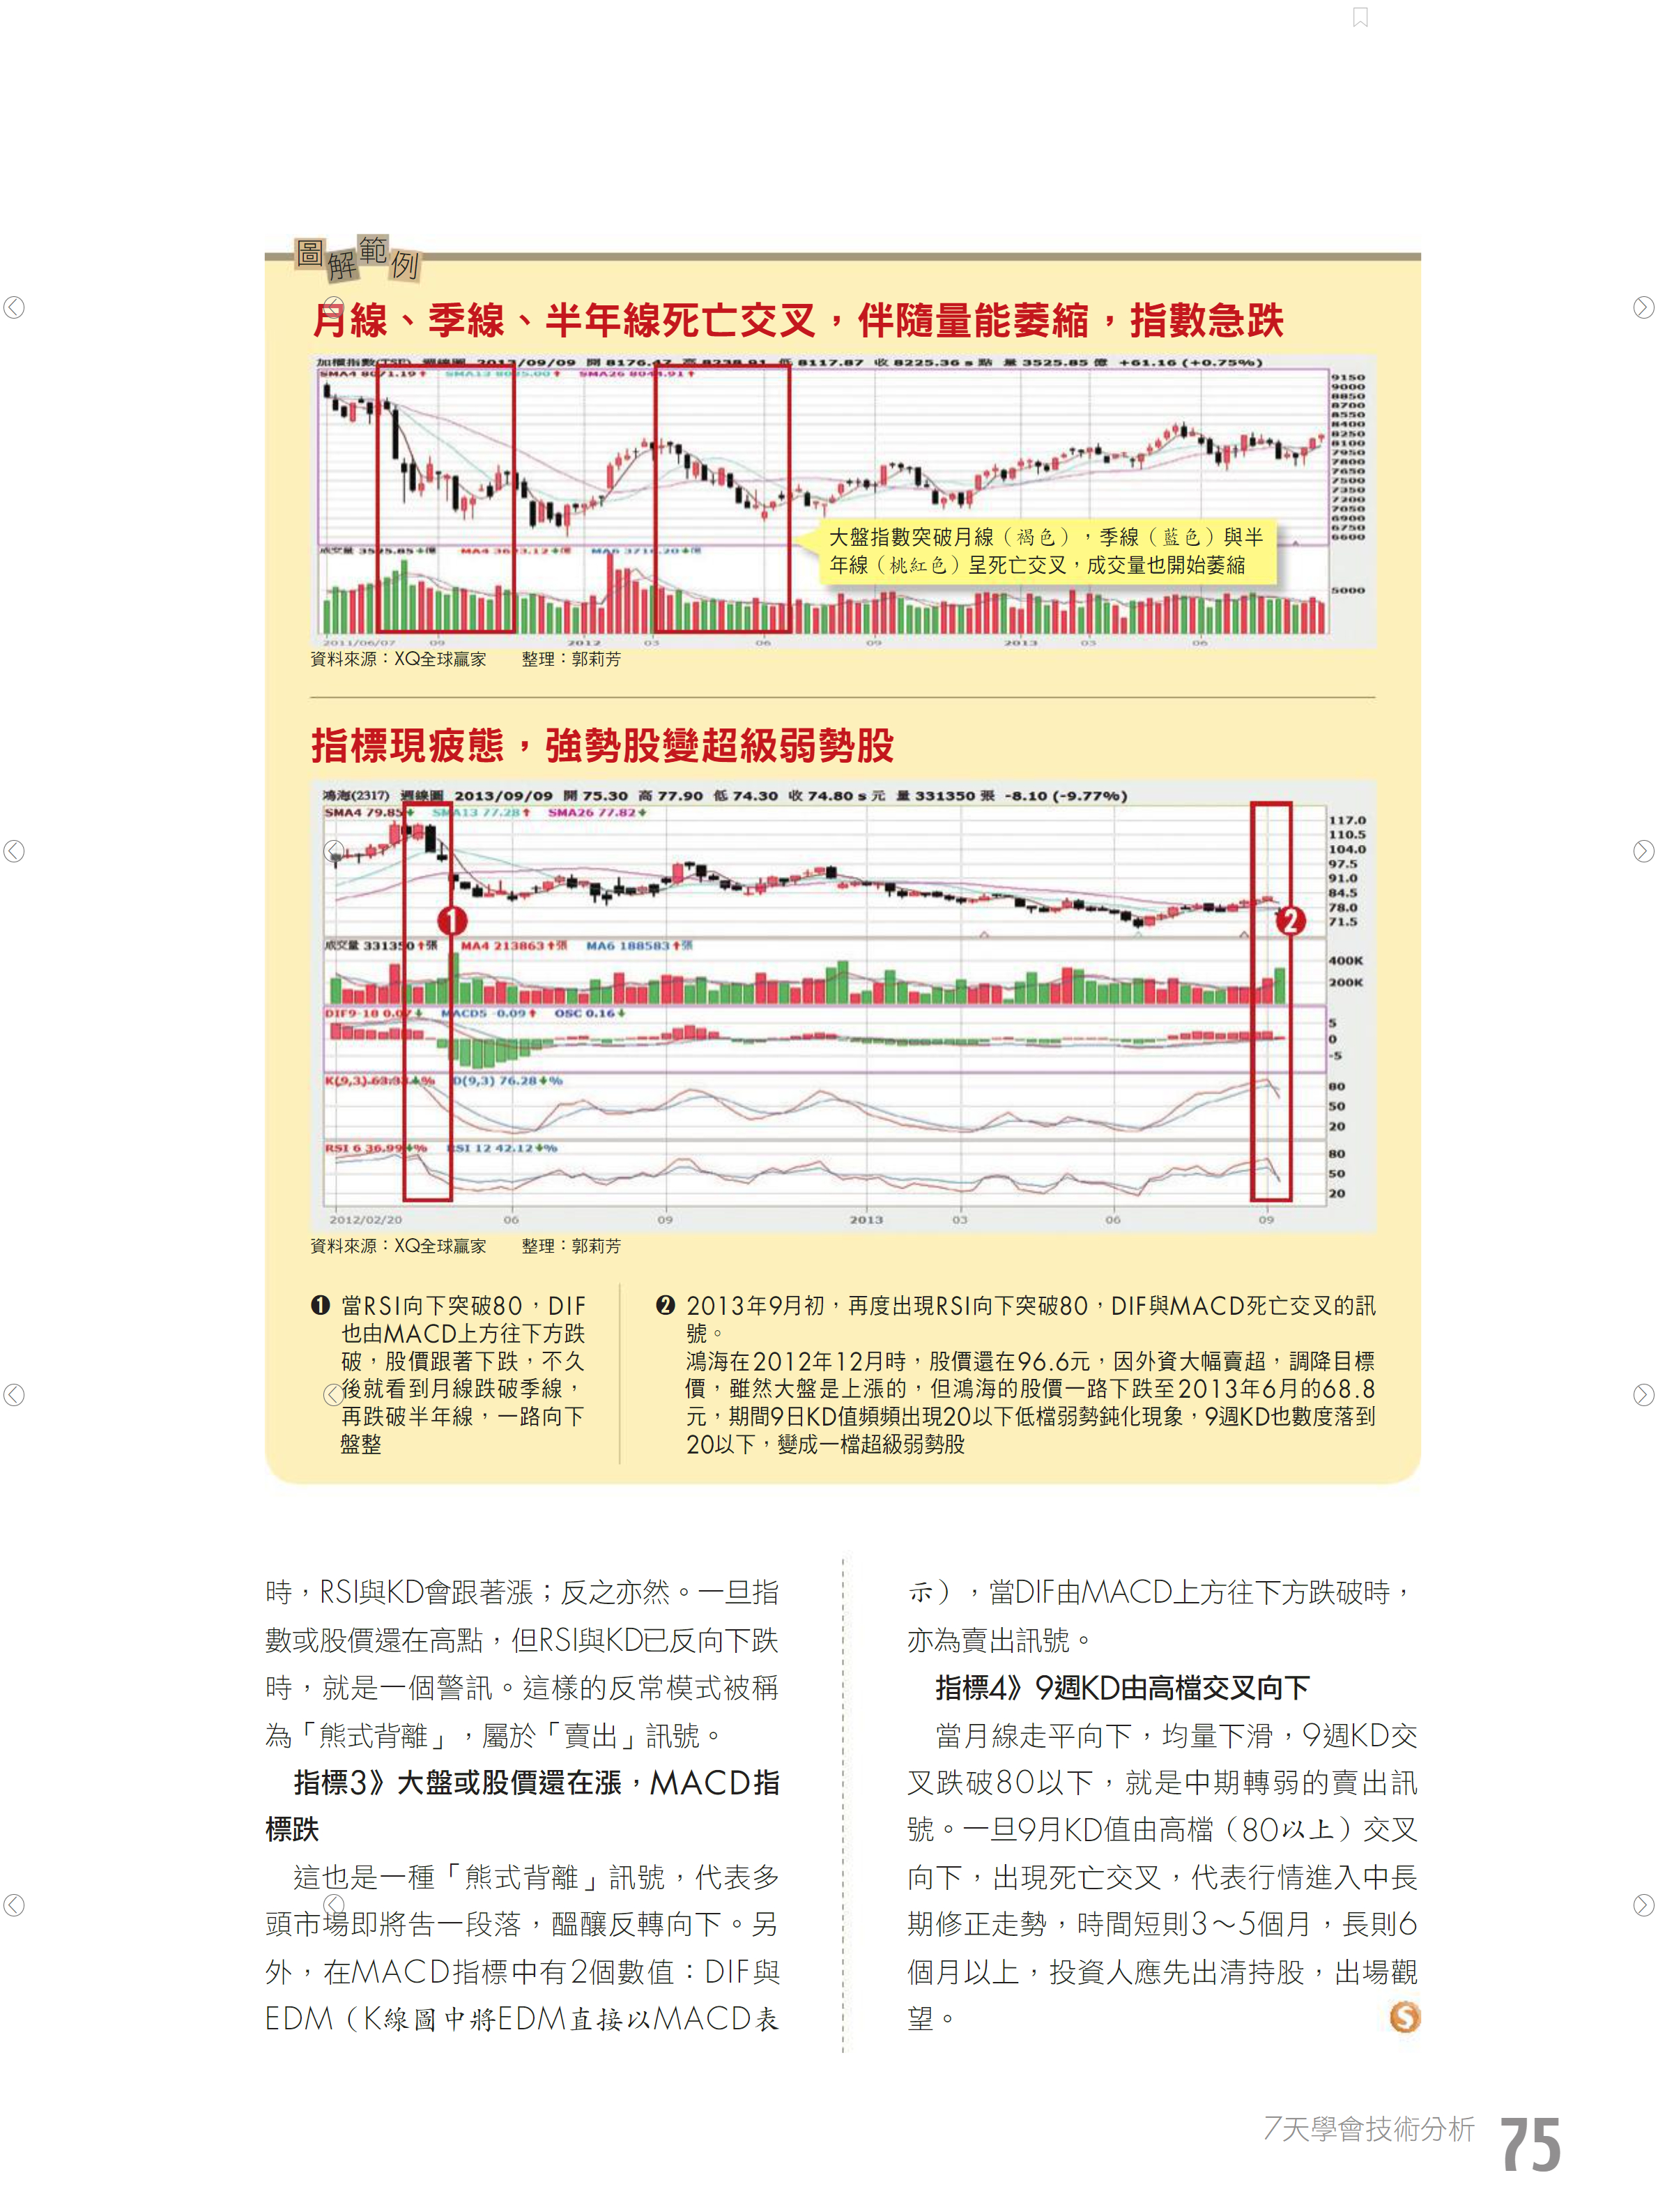 圖解範例
月線、季線、半年線死亡交叉，伴隨量能萎縮，指數急跌
加權指數(TSE) 週線圖 2013/09/09 開 8176.47 高 8238.91 低 8117.87 收 8225.36 s 點 量 3525.85 億 +61.16 (+0.75%)
SMA4 8071.19↑ SMA13 8095.00↑ SMA26 8044.91↑
9150
9000
8850
8700
8550
8400
8250
8100
7950
7800
7650
7500
7350
7200
7050
6900
6750
6600
大盤指數突破月線（褐色），季線（藍色）與半
年線（桃紅色）呈死亡交叉，成交量也開始萎縮
成交量 3525.85↓億 MA4 3623.12↓億 MA6 3716.20↓億
5000
2011/06/07 09 2012 03 06 09 2013 03 06
資料來源：XQ全球贏家 整理：郭莉芳
指標現疲態，強勢股變超級弱勢股
鴻海(2317) 週線圖 2013/09/09 開 75.30 高 77.90 低 74.30 收 74.80 s 元 量 331350 張 -8.10 (-9.77%)
SMA4 79.85↓ SMA13 77.28↑ SMA26 77.82↓
117.0
110.5
104.0
97.5
91.0
84.5
78.0
71.5
1
2
成交量 331350↑張 MA4 213863↑張 MA6 188583↑張
400K
200K
DIF9-18 0.07↓ MACD5 -0.09↑ OSC 0.16↓
5
0
-5
K(9,3) 63.33↓% D(9,3) 76.28↓%
80
50
20
RSI 6 36.99↓% RSI 12 42.12↓%
80
50
20
2012/02/20 06 09 2013 03 06 09
資料來源：XQ全球贏家 整理：郭莉芳
❶ 當RSI向下突破80，DIF
也由MACD上方往下方跌
破，股價跟著下跌，不久
後就看到月線跌破季線，
再跌破半年線，一路向下
盤整
❷ 2013年9月初，再度出現RSI向下突破80，DIF與MACD死亡交叉的訊
號。
鴻海在2012年12月時，股價還在96.6元，因外資大幅賣超，調降目標
價，雖然大盤是上漲的，但鴻海的股價一路下跌至2013年6月的68.8
元，期間9日KD值頻頻出現20以下低檔弱勢鈍化現象，9週KD也數度落到
20以下，變成一檔超級弱勢股
時，RSI與KD會跟著漲；反之亦然。一旦指
數或股價還在高點，但RSI與KD已反向下跌
時，就是一個警訊。這樣的反常模式被稱
為「熊式背離」，屬於「賣出」訊號。
指標3》大盤或股價還在漲，MACD指
標跌
這也是一種「熊式背離」訊號，代表多
頭市場即將告一段落，醞釀反轉向下。另
外，在MACD指標中有2個數值：DIF與
EDM（K線圖中將EDM直接以MACD表
示），當DIF由MACD上方往下方跌破時，
亦為賣出訊號。
指標4》9週KD由高檔交叉向下
當月線走平向下，均量下滑，9週KD交
叉跌破80以下，就是中期轉弱的賣出訊
號。一旦9月KD值由高檔（80以上）交叉
向下，出現死亡交叉，代表行情進入中長
期修正走勢，時間短則3～5個月，長則6
個月以上，投資人應先出清持股，出場觀
望。
S
7天學會技術分析 75